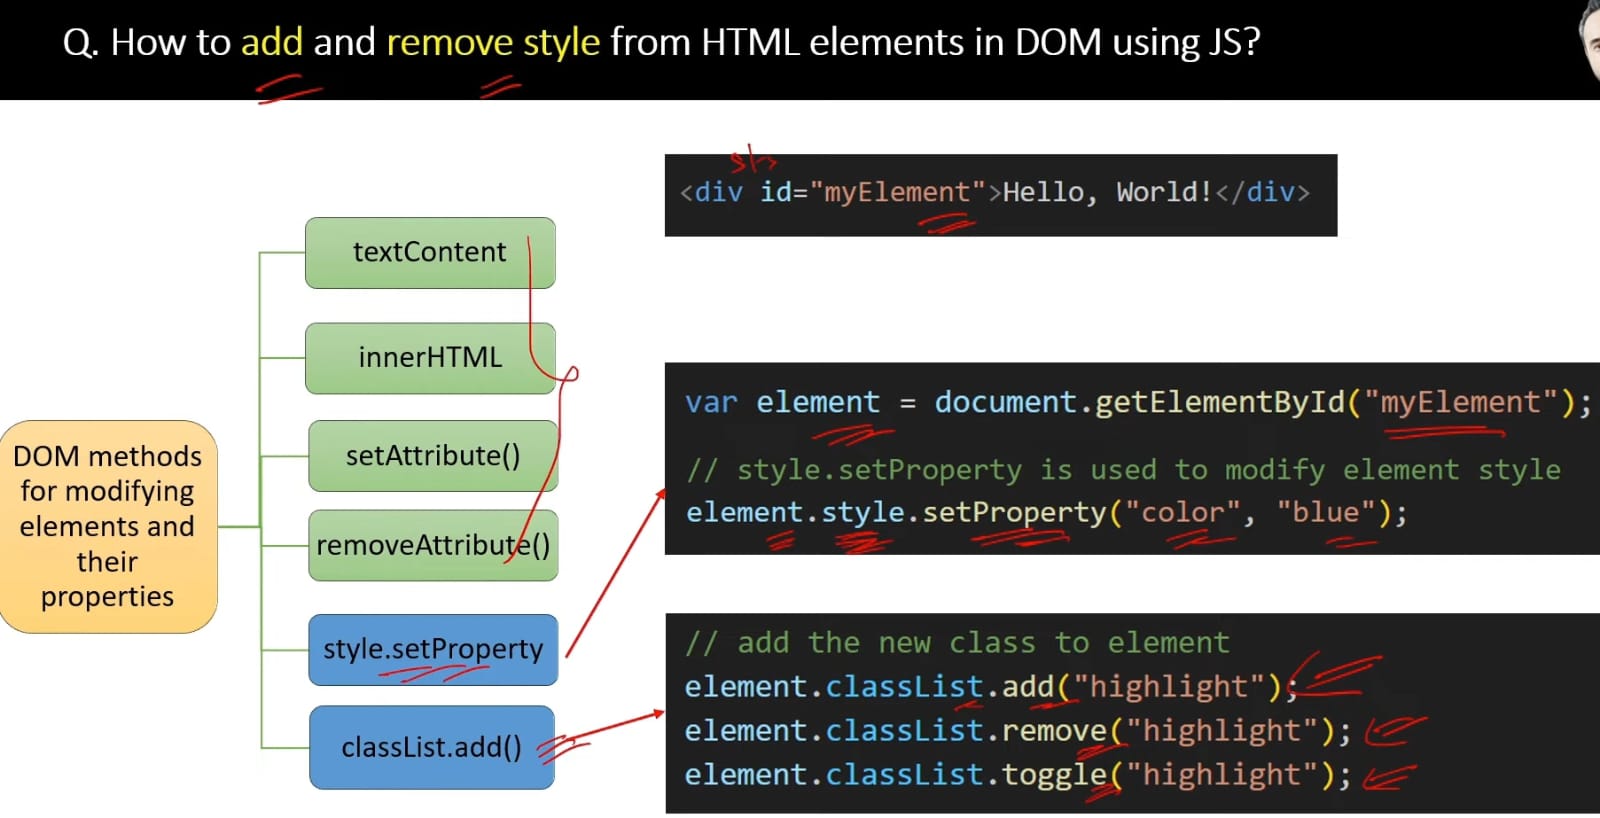 Q. How to add and remove style from HTML elements in DOM using JS?
<div id="myElement">Hello, World!</div>
textContent
innerHTML
setAttribute()
removeAttribute()
style.setProperty
classList.add()
DOM methods
for modifying
elements and
their
properties
var element = document.getElementById("myElement");
// style.setProperty is used to modify element style
element.style.setProperty("color", "blue");
// add the new class to element
element.classList.add("highlight");
element.classList.remove("highlight");
element.classList.toggle("highlight");